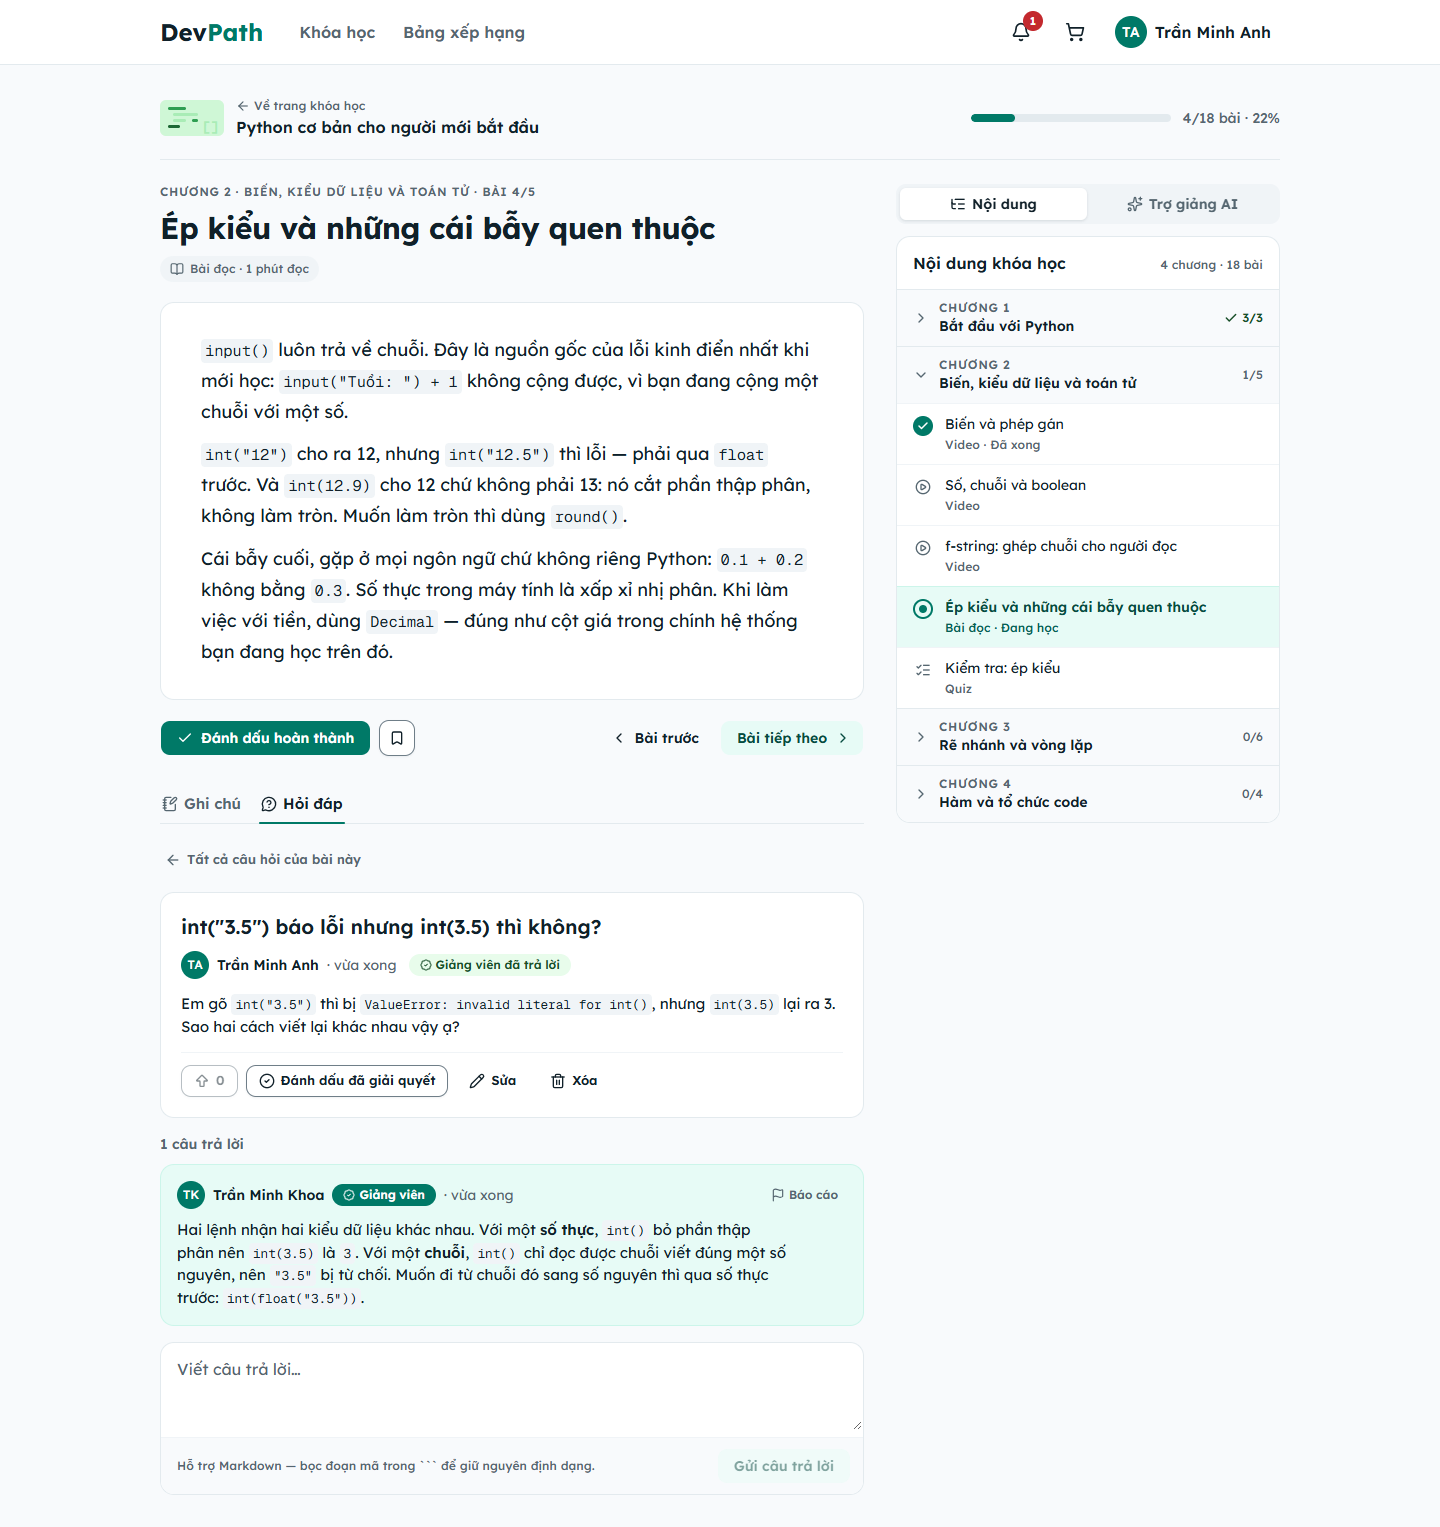 DevPath
Khóa học
Bảng xếp hạng
1
TA
Trần Minh Anh
Về trang khóa học
Python cơ bản cho người mới bắt đầu
4/18 bài · 22%
CHƯƠNG 2 · BIẾN, KIỂU DỮ LIỆU VÀ TOÁN TỬ · BÀI 4/5
Ép kiểu và những cái bẫy quen thuộc
Bài đọc · 1 phút đọc
input() luôn trả về chuỗi. Đây là nguồn gốc của lỗi kinh điển nhất khi
mới học: input("Tuổi: ") + 1 không cộng được, vì bạn đang cộng một
chuỗi với một số.
int("12") cho ra 12, nhưng int("12.5") thì lỗi — phải qua float
trước. Và int(12.9) cho 12 chứ không phải 13: nó cắt phần thập phân,
không làm tròn. Muốn làm tròn thì dùng round().
Cái bẫy cuối, gặp ở mọi ngôn ngữ chứ không riêng Python: 0.1 + 0.2
không bằng 0.3. Số thực trong máy tính là xấp xỉ nhị phân. Khi làm
việc với tiền, dùng Decimal — đúng như cột giá trong chính hệ thống
bạn đang học trên đó.
Đánh dấu hoàn thành
Bài trước
Bài tiếp theo
Ghi chú
Hỏi đáp
Tất cả câu hỏi của bài này
int("3.5") báo lỗi nhưng int(3.5) thì không?
TA
Trần Minh Anh
· vừa xong
Giảng viên đã trả lời
Em gõ int("3.5") thì bị ValueError: invalid literal for int(), nhưng int(3.5) lại ra 3.
Sao hai cách viết lại khác nhau vậy ạ?
0
Đánh dấu đã giải quyết
Sửa
Xóa
1 câu trả lời
TK
Trần Minh Khoa
Giảng viên
· vừa xong
Báo cáo
Hai lệnh nhận hai kiểu dữ liệu khác nhau. Với một số thực, int() bỏ phần thập
phân nên int(3.5) là 3. Với một chuỗi, int() chỉ đọc được chuỗi viết đúng một số
nguyên, nên "3.5" bị từ chối. Muốn đi từ chuỗi đó sang số nguyên thì qua số thực
trước: int(float("3.5")).
Viết câu trả lời…
Hỗ trợ Markdown — bọc đoạn mã trong ``` để giữ nguyên định dạng.
Gửi câu trả lời
Nội dung
Trợ giảng AI
Nội dung khóa học
4 chương · 18 bài
CHƯƠNG 1
Bắt đầu với Python
3/3
CHƯƠNG 2
Biến, kiểu dữ liệu và toán tử
1/5
Biến và phép gán
Video · Đã xong
Số, chuỗi và boolean
Video
f-string: ghép chuỗi cho người đọc
Video
Ép kiểu và những cái bẫy quen thuộc
Bài đọc · Đang học
Kiểm tra: ép kiểu
Quiz
CHƯƠNG 3
Rẽ nhánh và vòng lặp
0/6
CHƯƠNG 4
Hàm và tổ chức code
0/4